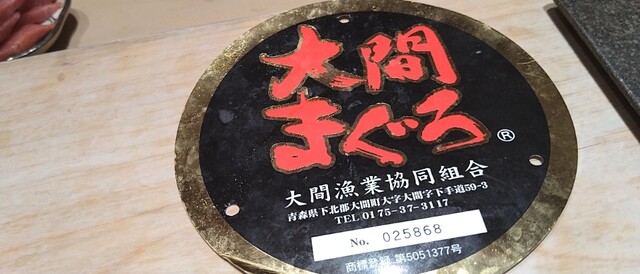 大間
まぐろ®
大間漁業協同組合
青森県下北郡大間町大字大間字下手道59-3
TEL 0175-37-3117
No. 025868
商標登録 第5051377号